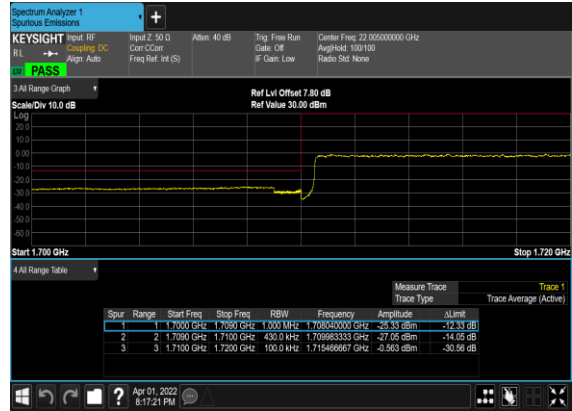 Spectrum Analyzer 1
Spurious Emissions
+
KEYSIGHT Input: RF Input Z: 50 Ω Atten: 40 dB Trig: Free Run Center Freq: 22.005000000 GHz
RL Coupling: DC Corr CCorr Gate: Off Avg|Hold: 100/100
Align: Auto Freq Ref: Int (S) IF Gain: Low Radio Std: None
LW PASS
3 All Range Graph
Ref Lvl Offset 7.80 dB
Scale/Div 10.0 dB Ref Value 30.00 dBm
Log
20.0
10.0
0.00
-10.0
-20.0
-30.0
-40.0
-50.0
-60.0
Start 1.700 GHz Stop 1.720 GHz
4 All Range Table
Measure Trace Trace 1
Trace Type Trace Average (Active)
Spur Range Start Freq Stop Freq RBW Frequency Amplitude ΔLimit
1 1 1.7000 GHz 1.7090 GHz 1.000 MHz 1.708040000 GHz -25.33 dBm -12.33 dB
2 2 1.7090 GHz 1.7100 GHz 430.0 kHz 1.709983333 GHz -27.05 dBm -14.05 dB
3 3 1.7100 GHz 1.7200 GHz 100.0 kHz 1.715466667 GHz -0.563 dBm -30.56 dB
? Apr 01, 2022
8:17:21 PM